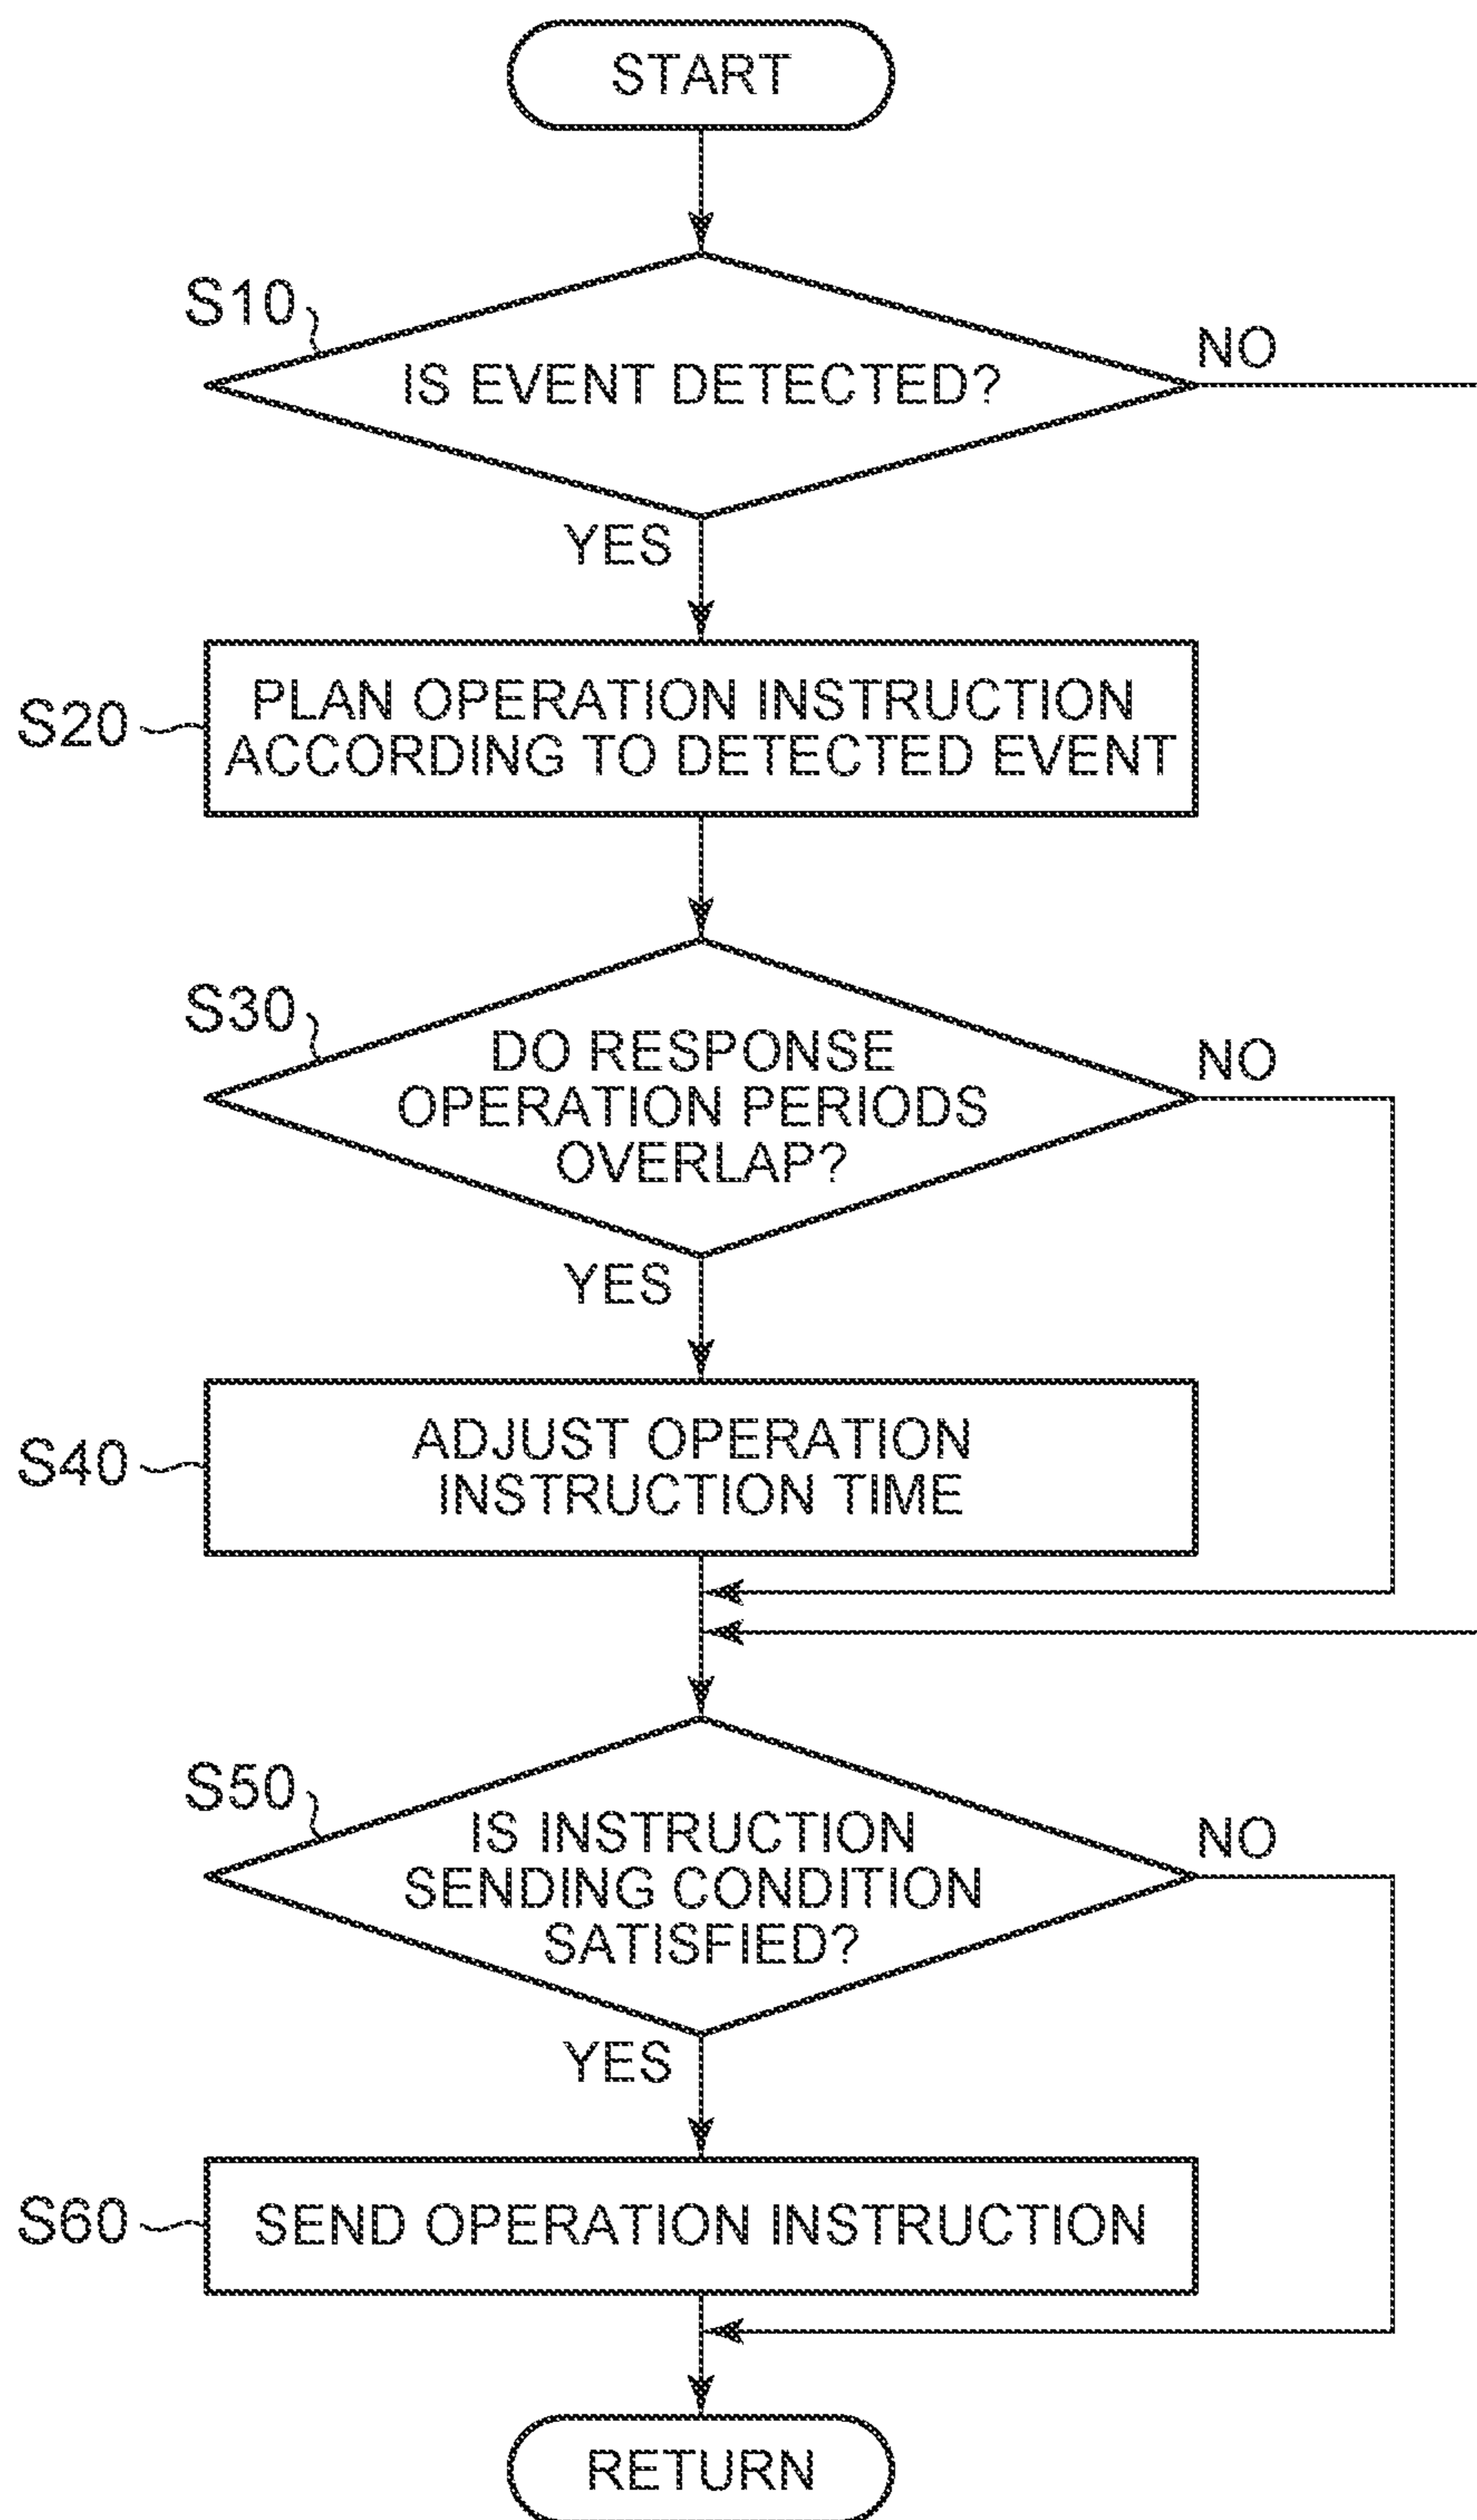 START
S10
IS EVENT DETECTED?
NO
YES
S20
PLAN OPERATION INSTRUCTION
ACCORDING TO DETECTED EVENT
S30
DO RESPONSE
OPERATION PERIODS
OVERLAP?
NO
YES
S40
ADJUST OPERATION
INSTRUCTION TIME
S50
IS INSTRUCTION
SENDING CONDITION
SATISFIED?
NO
YES
S60
SEND OPERATION INSTRUCTION
RETURN